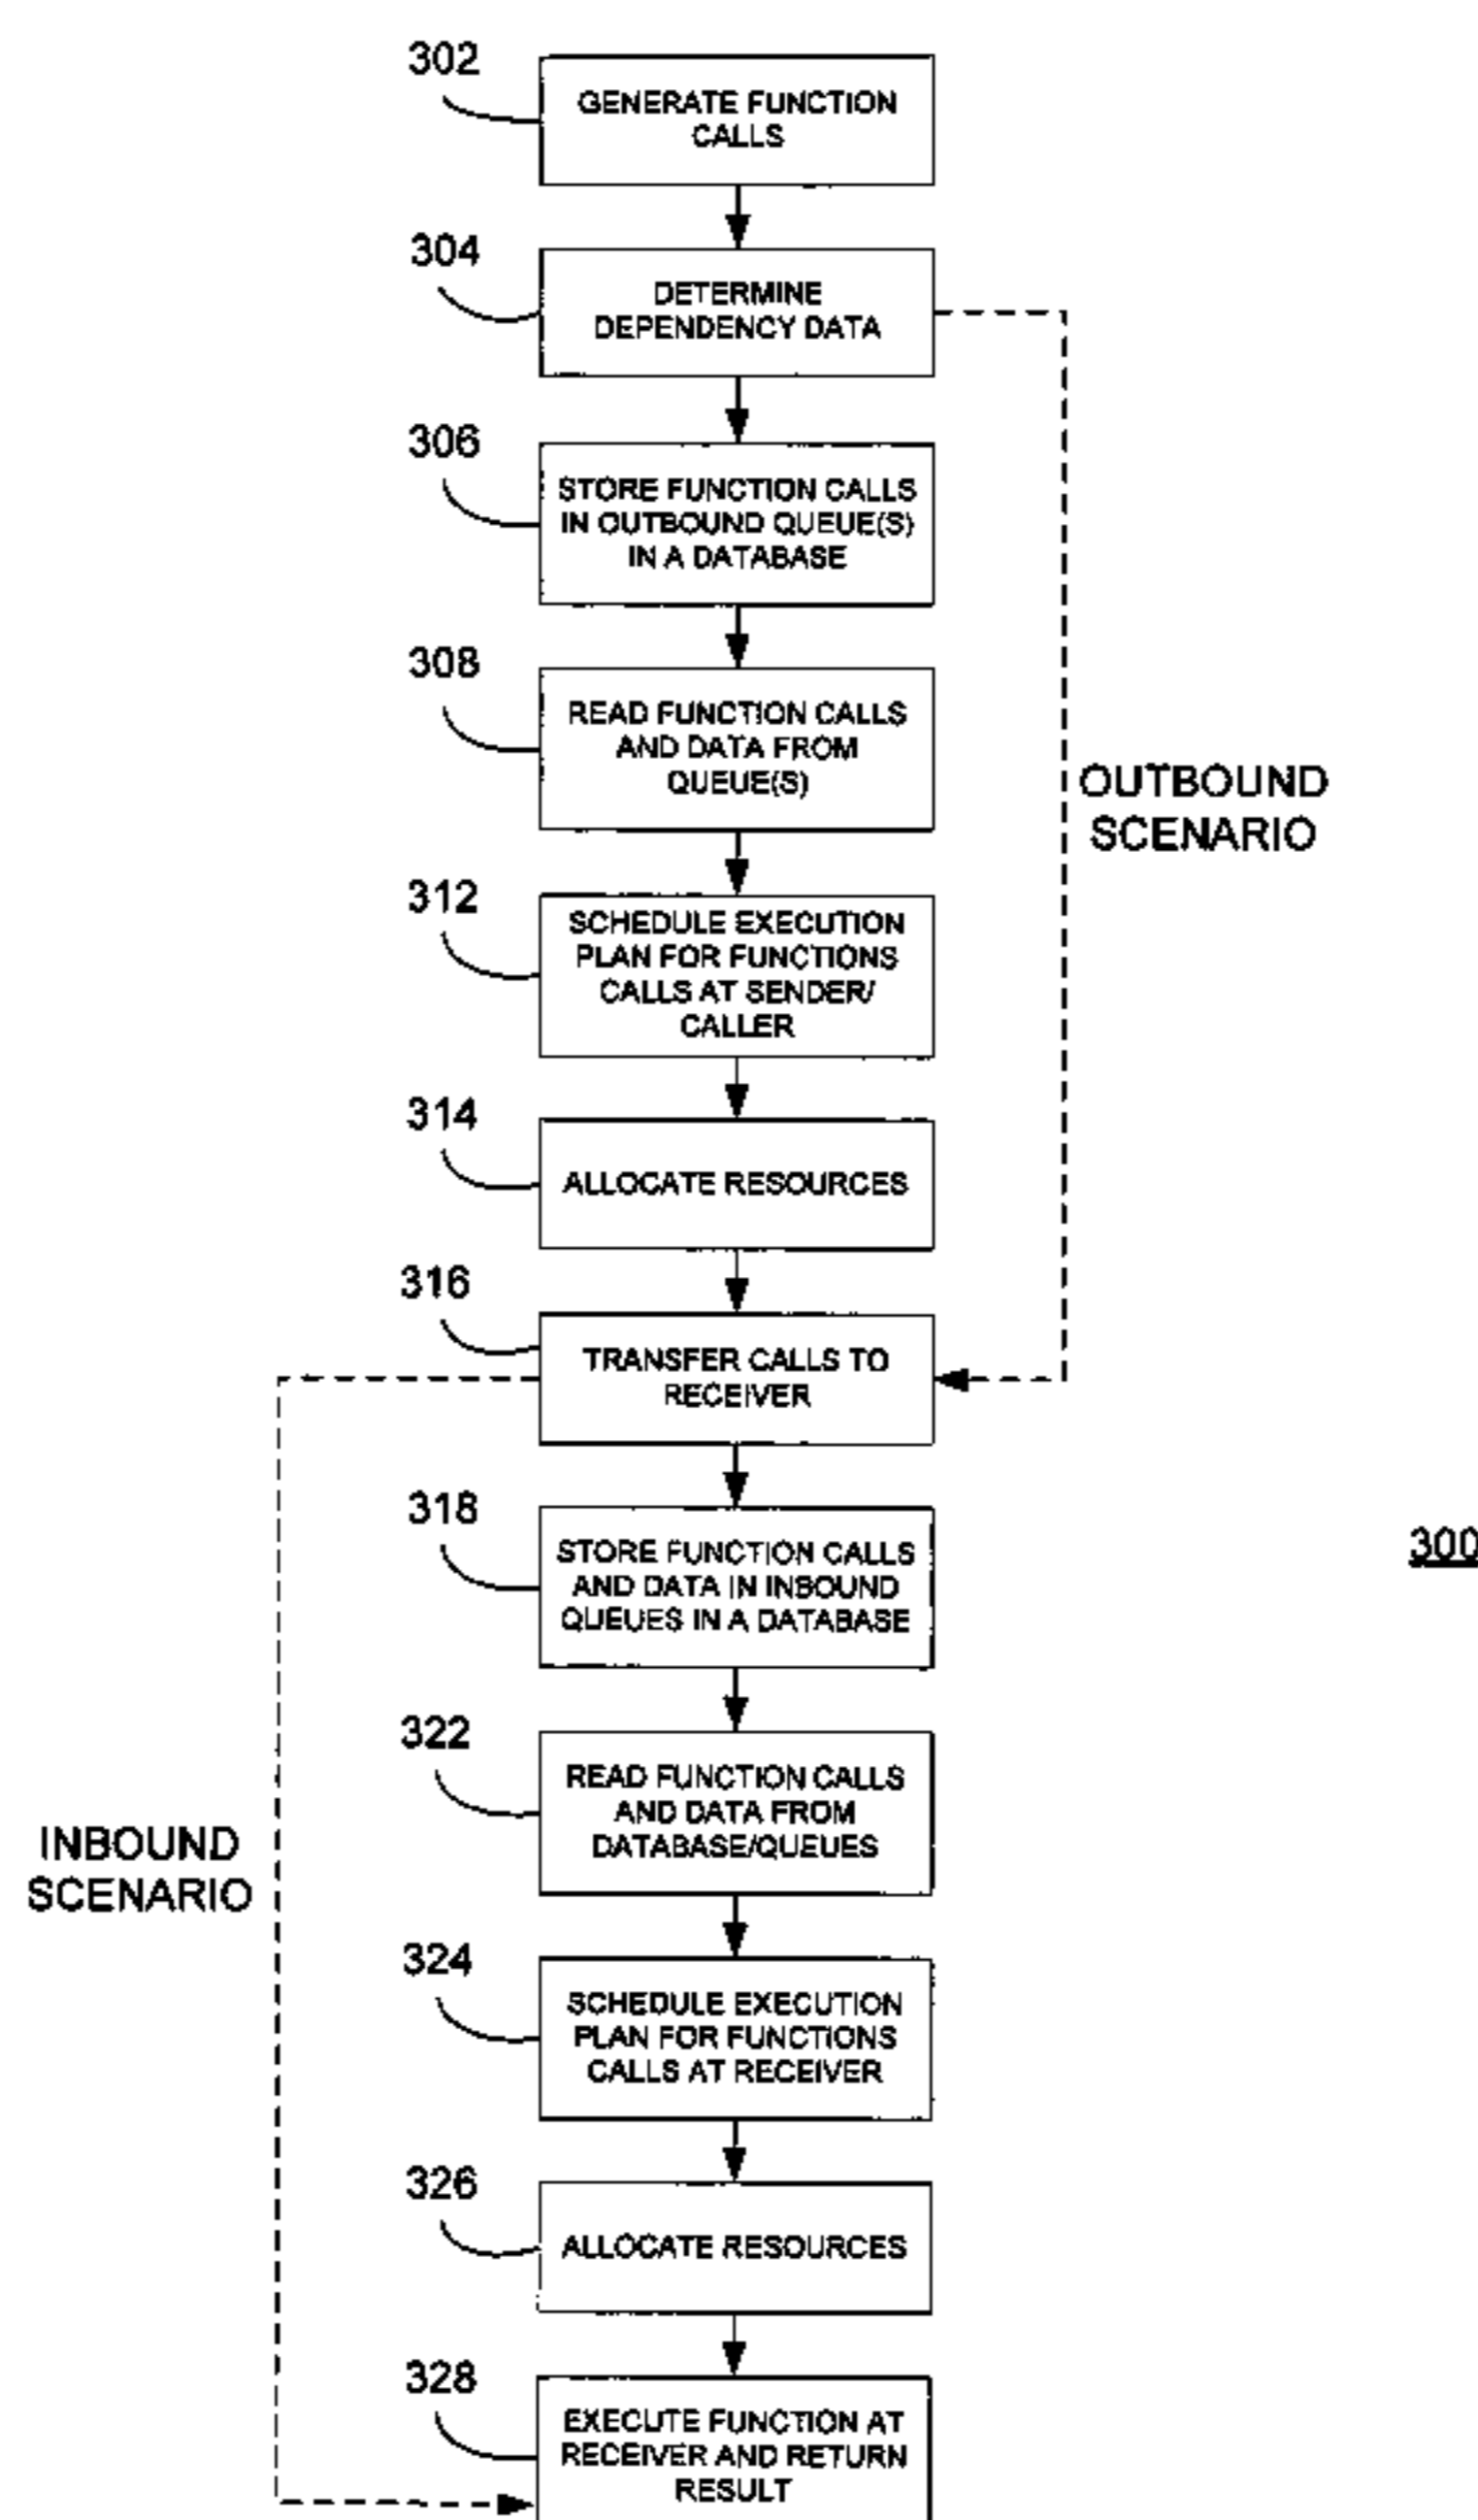 302
GENERATE FUNCTION
CALLS
304
DETERMINE
DEPENDENCY DATA
306
STORE FUNCTION CALLS
IN OUTBOUND QUEUE(S)
IN A DATABASE
308
READ FUNCTION CALLS
AND DATA FROM
QUEUE(S)
OUTBOUND
SCENARIO
312
SCHEDULE EXECUTION
PLAN FOR FUNCTIONS
CALLS AT SENDER/
CALLER
314
ALLOCATE RESOURCES
316
TRANSFER CALLS TO
RECEIVER
318
STORE FUNCTION CALLS
AND DATA IN INBOUND
QUEUES IN A DATABASE
300
322
READ FUNCTION CALLS
AND DATA FROM
DATABASE/QUEUES
INBOUND
SCENARIO
324
SCHEDULE EXECUTION
PLAN FOR FUNCTIONS
CALLS AT RECEIVER
326
ALLOCATE RESOURCES
328
EXECUTE FUNCTION AT
RECEIVER AND RETURN
RESULT